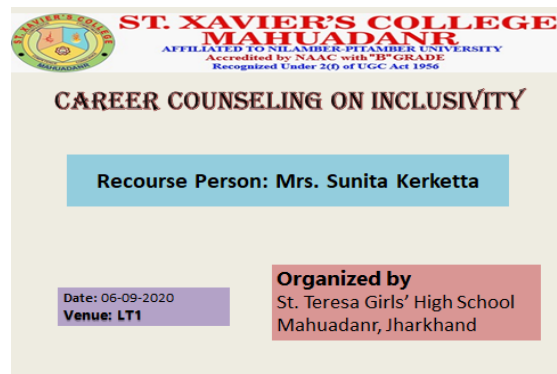 ST. XAVIER'S COLLEGE
MAHUADANR
AFFILIATED TO NILAMBER-PITAMBER UNIVERSITY
Accredited by NAAC with "B" GRADE
Recognized Under 2(f) of UGC Act 1956
MAHUADANR
CAREER COUNSELING ON INCLUSIVITY
Recourse Person: Mrs. Sunita Kerketta
Date: 06-09-2020
Venue: LT1
Organized by
St. Teresa Girls' High School
Mahuadanr, Jharkhand